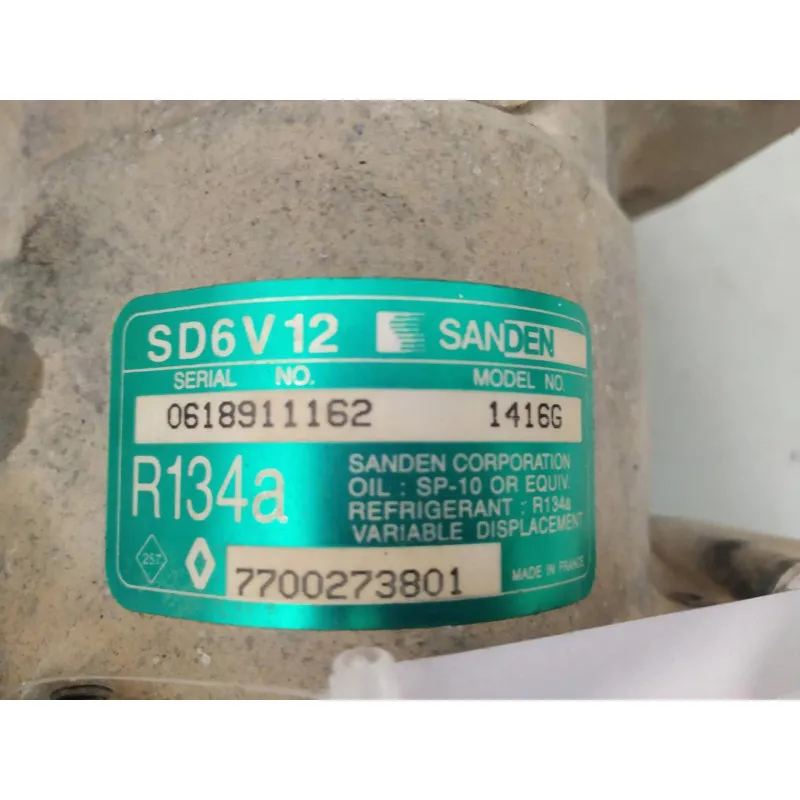 SD6V12 SANDEN
SERIAL NO. MODEL NO.
0618911162 1416G
R134a
SANDEN CORPORATION
OIL : SP-10 OR EQUIV.
REFRIGERANT : R134a
VARIABLE DISPLACEMENT
257
7700273801
MADE IN FRANCE